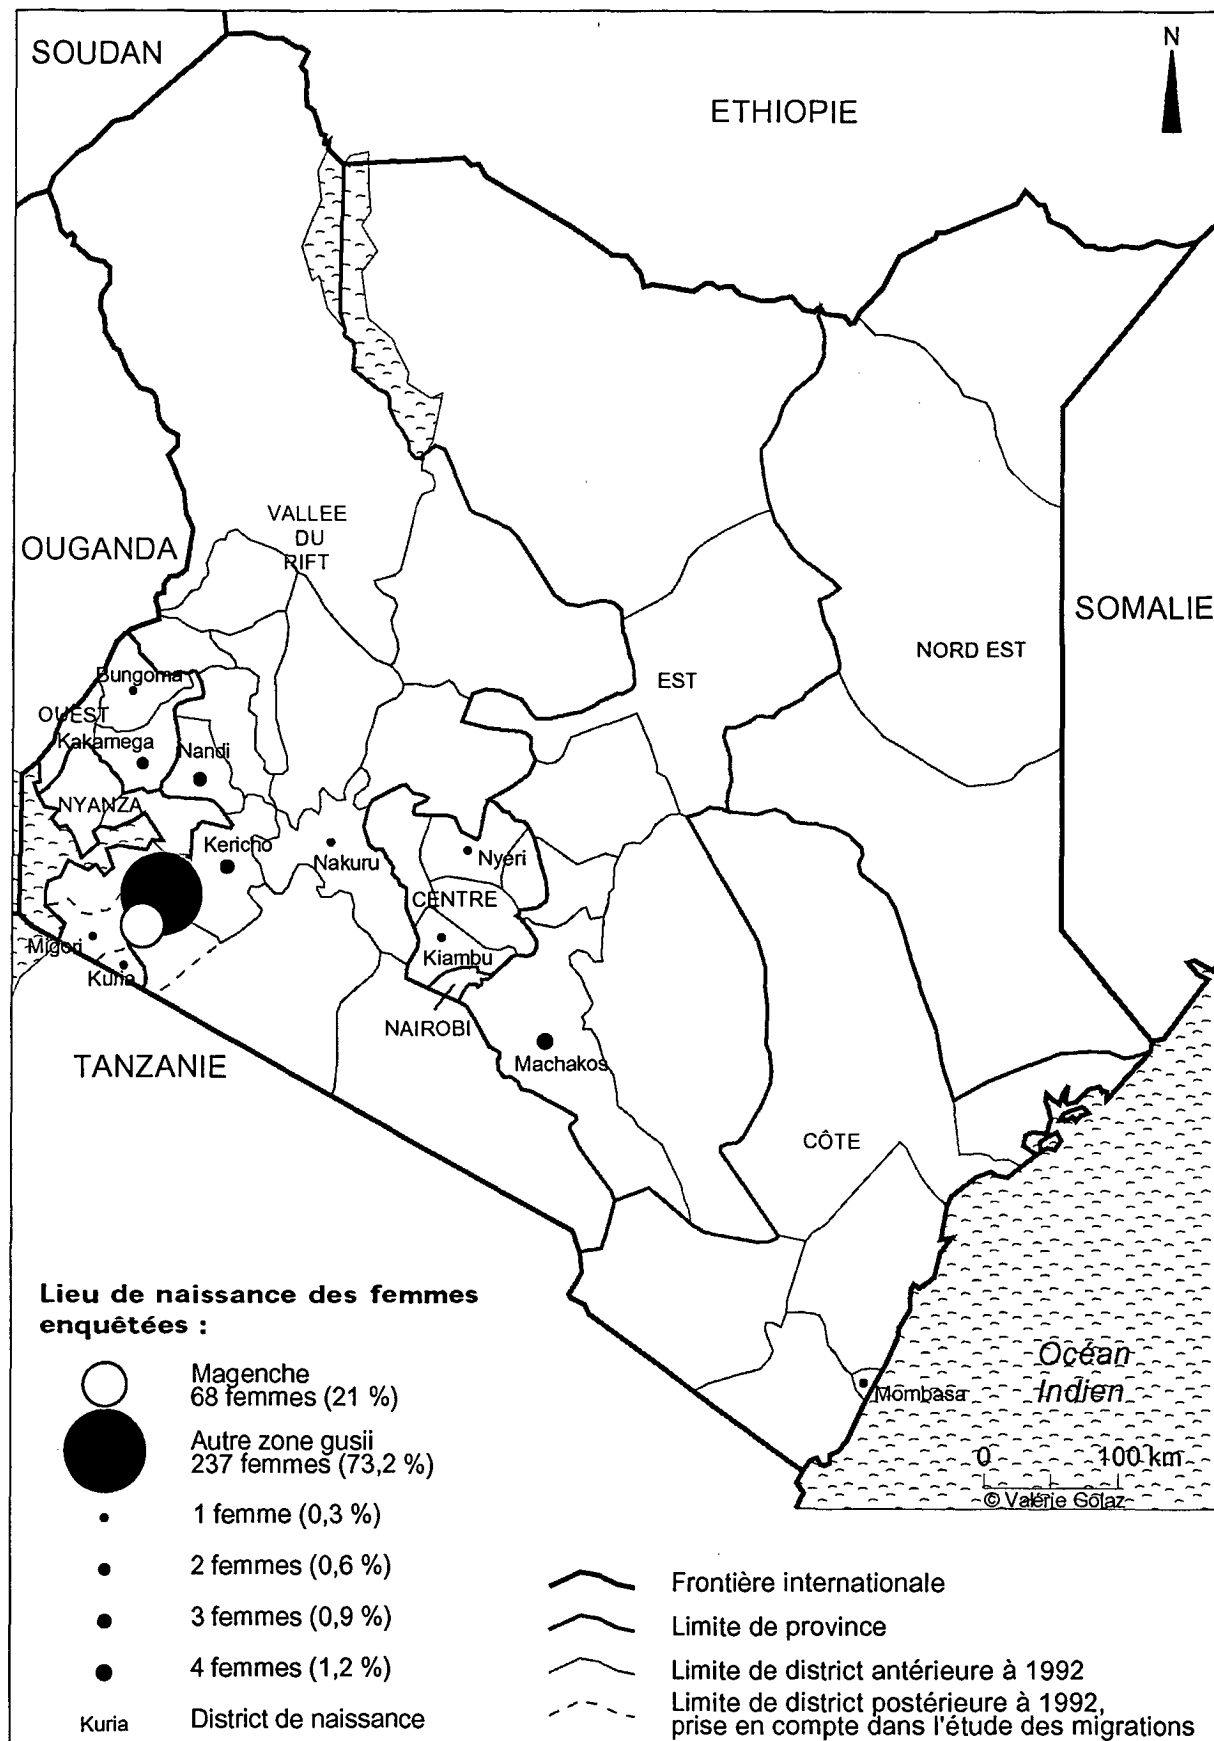 SOUDAN
N
ETHIOPIE
VALLEE
DU
RIFT
OUGANDA
SOMALIE
NORD EST
EST
Bungoma
OUEST
Kakamega
Nandi
NYANZA
Kericho
Nakuru
Nyeri
CENTRE
Migori
Kiambu
Kuria
NAIROBI
Machakos
TANZANIE
CÔTE
Lieu de naissance des femmes
enquêtées :
Océan
Indien
Mombasa
Magenche
68 femmes (21 %)
Autre zone gusii
237 femmes (73,2 %)
0 100 km
© Valérie Golaz
1 femme (0,3 %)
2 femmes (0,6 %)
3 femmes (0,9 %)
4 femmes (1,2 %)
Kuria District de naissance
Frontière internationale
Limite de province
Limite de district antérieure à 1992
Limite de district postérieure à 1992,
prise en compte dans l'étude des migrations